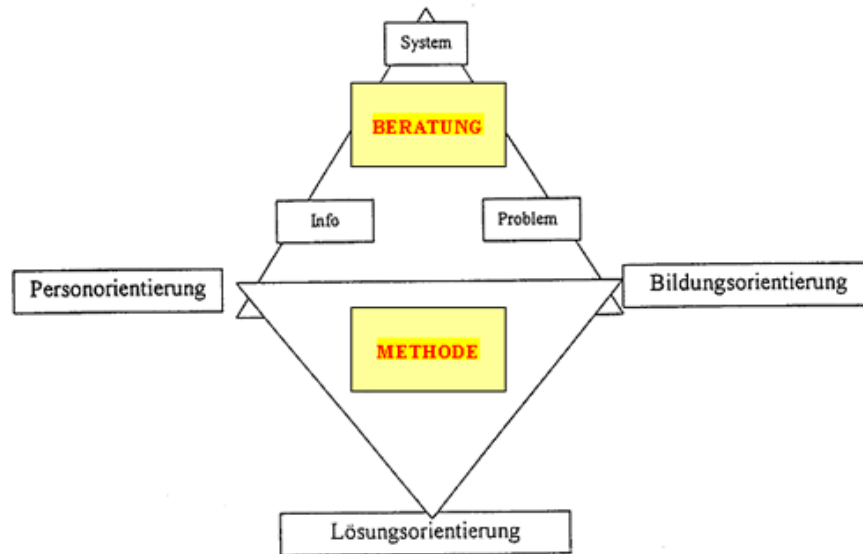 System
BERATUNG
Info
Problem
Personorientierung
Bildungsorientierung
METHODE
Lösungsorientierung